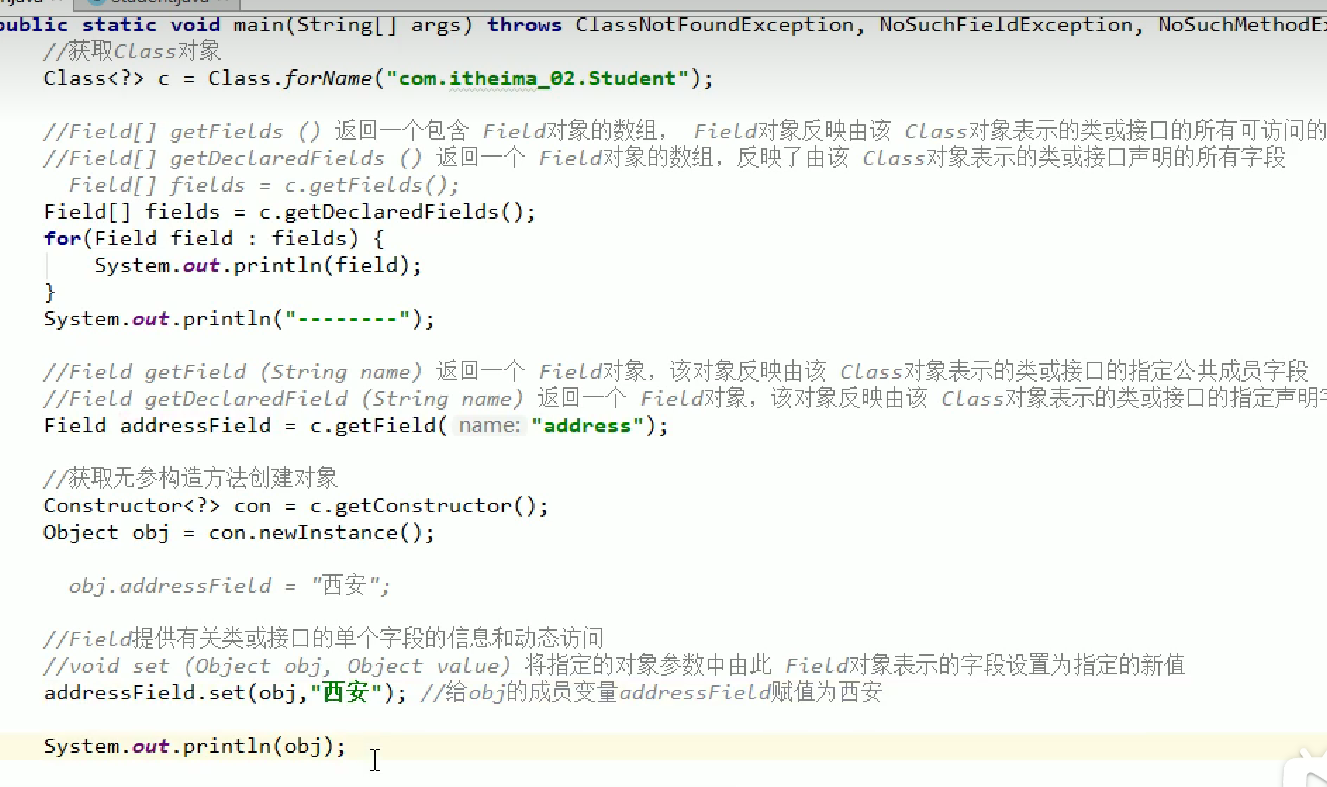 public static void main(String[] args) throws ClassNotFoundException, NoSuchFieldException, NoSuchMethodEx
//获取Class对象
Class<?> c = Class.forName("com.itheima_02.Student");
//Field[] getFields () 返回一个包含 Field对象的数组, Field对象反映由该 Class对象表示的类或接口的所有可访问的
//Field[] getDeclaredFields () 返回一个 Field对象的数组,反映了由该 Class对象表示的类或接口声明的所有字段
Field[] fields = c.getFields();
Field[] fields = c.getDeclaredFields();
for(Field field : fields) {
System.out.println(field);
}
System.out.println("--------");
//Field getField (String name) 返回一个 Field对象,该对象反映由该 Class对象表示的类或接口的指定公共成员字段
//Field getDeclaredField (String name) 返回一个 Field对象,该对象反映由该 Class对象表示的类或接口的指定声明字
Field addressField = c.getField( name: "address");
//获取无参构造方法创建对象
Constructor<?> con = c.getConstructor();
Object obj = con.newInstance();
obj.addressField = "西安";
//Field提供有关类或接口的单个字段的信息和动态访问
//void set (Object obj, Object value) 将指定的对象参数中由此 Field对象表示的字段设置为指定的新值
addressField.set(obj,"西安"); //给obj的成员变量addressField赋值为西安
System.out.println(obj);